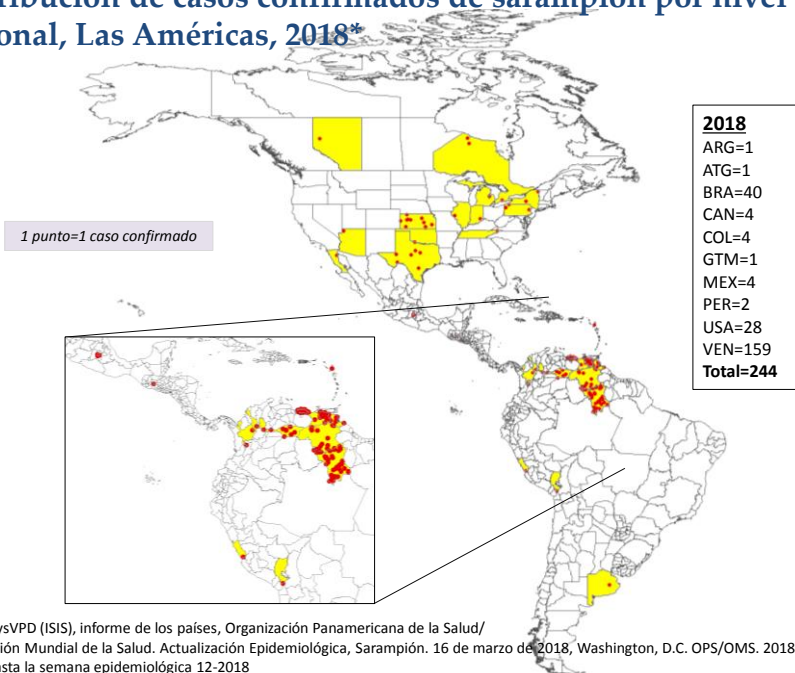 ribución de casos confirmados de sarampión por nivel
onal, Las Américas, 2018*
2018
ARG=1
ATG=1
BRA=40
CAN=4
COL=4
GTM=1
MEX=4
PER=2
USA=28
VEN=159
Total=244
1 punto=1 caso confirmado
ysVPD (ISIS), informe de los países, Organización Panamericana de la Salud/
ión Mundial de la Salud. Actualización Epidemiológica, Sarampión. 16 de marzo de 2018, Washington, D.C. OPS/OMS. 2018
asta la semana epidemiológica 12-2018